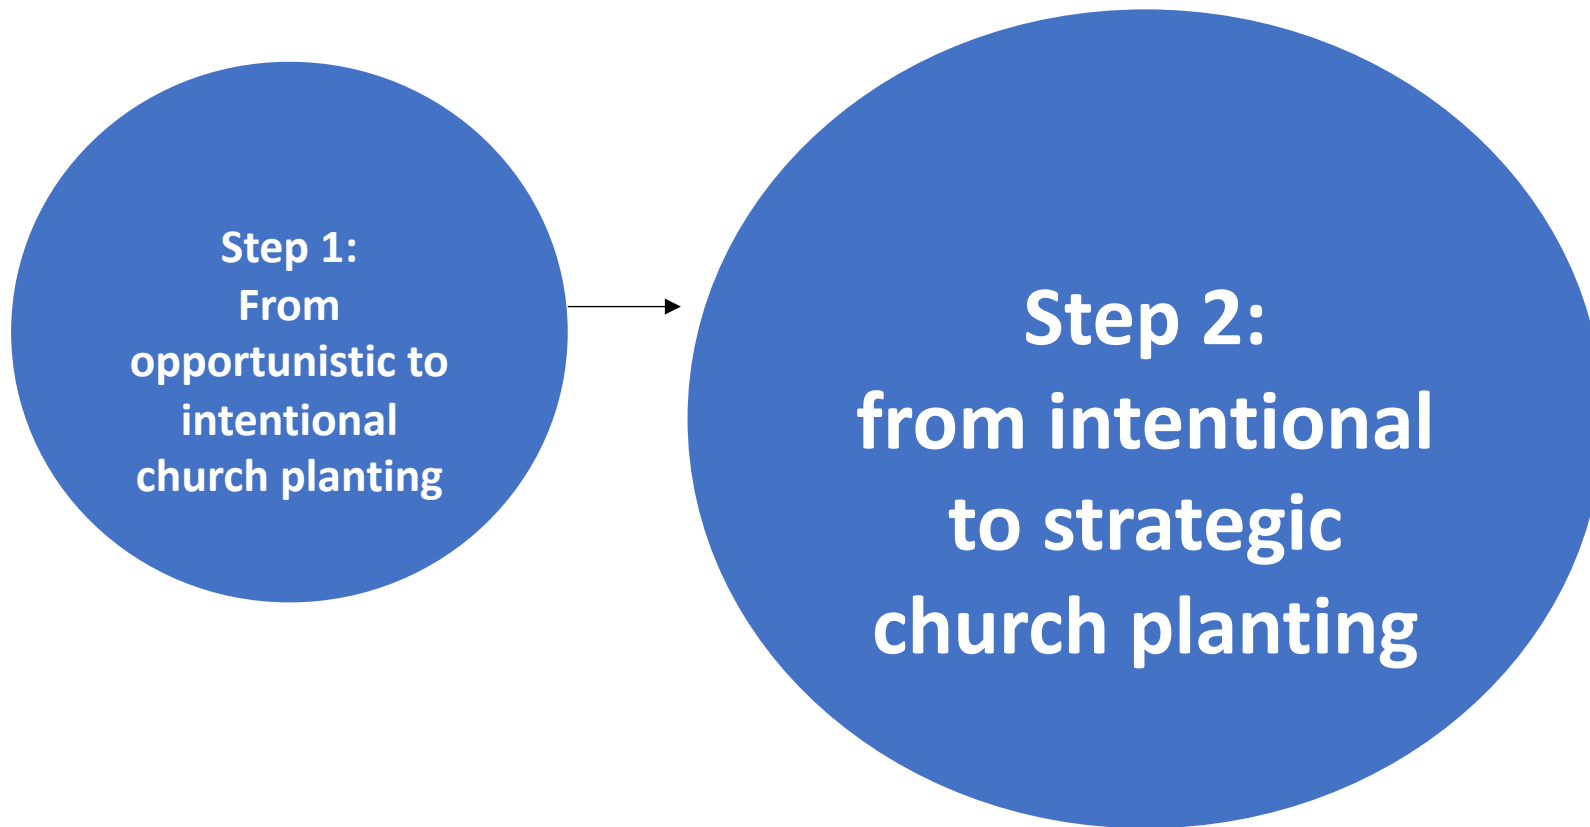 Step 1:
From
opportunistic to
intentional
church planting
Step 2:
from intentional
to strategic
church planting